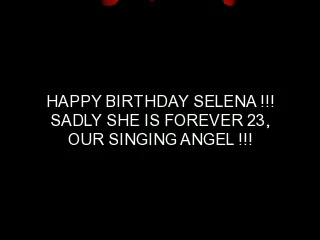 HAPPY BIRTHDAY SELENA !!!
SADLY SHE IS FOREVER 23,
OUR SINGING ANGEL !!!